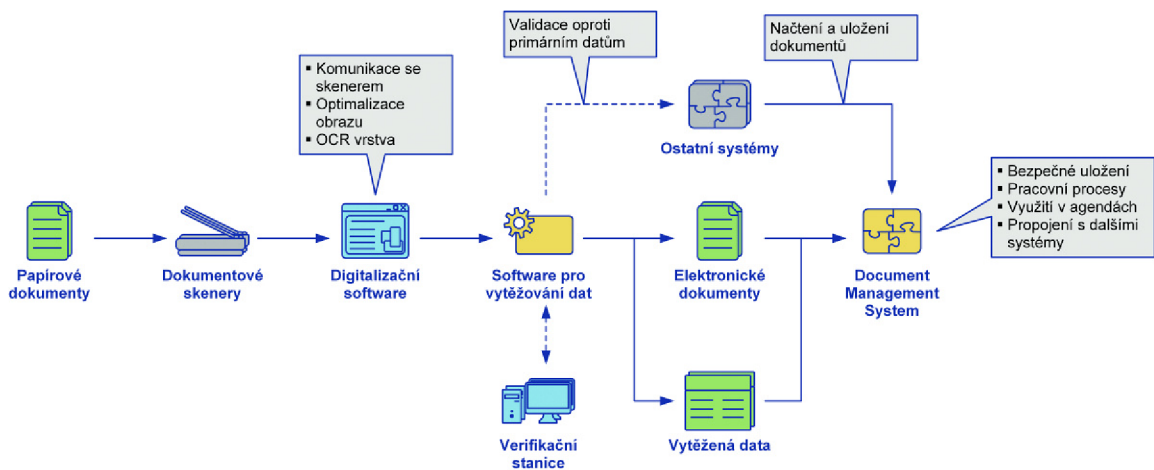 Validace oproti
primárním datům
Načtení a uložení
dokumentů
▪ Komunikace se
skenerem
▪ Optimalizace
obrazu
▪ OCR vrstva
Ostatní systémy
▪ Bezpečné uložení
▪ Pracovní procesy
▪ Využití v agendách
▪ Propojení s dalšími
systémy
Papírové
dokumenty
Dokumentové
skenery
Digitalizační
software
Software pro
vytěžování dat
Elektronické
dokumenty
Document
Management
System
Verifikační
stanice
Vytěžená data